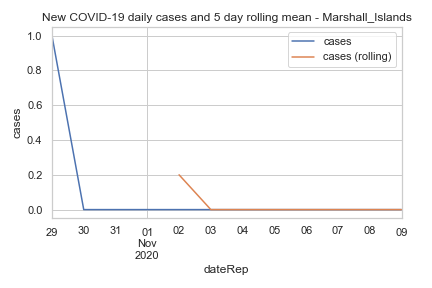 New COVID-19 daily cases and 5 day rolling mean - Marshall_Islands
cases
cases (rolling)
cases
1.0
0.8
0.6
0.4
0.2
0.0
29 30 31 01 02 03 04 05 06 07 08 09
Nov
2020
dateRep